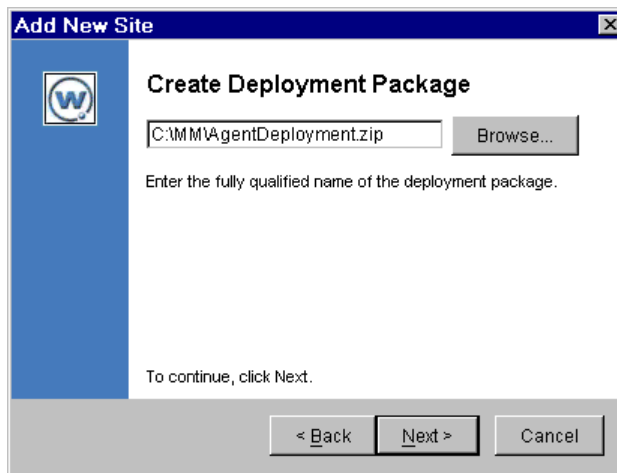 Add New Site
W
Create Deployment Package
C:\MM\AgentDeployment.zip
Browse...
Enter the fully qualified name of the deployment package.
To continue, click Next.
< Back
Next >
Cancel